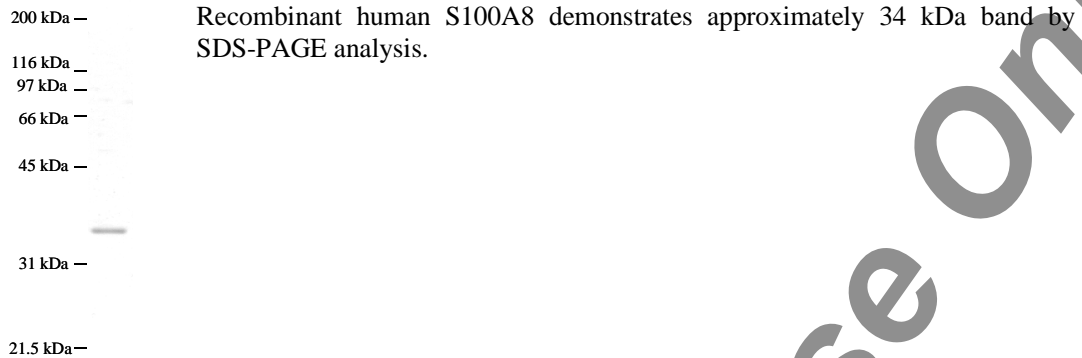 200 kDa
Recombinant human S100A8 demonstrates approximately 34 kDa band by
SDS-PAGE analysis.
116 kDa
97 kDa
66 kDa
45 kDa
31 kDa
21.5 kDa